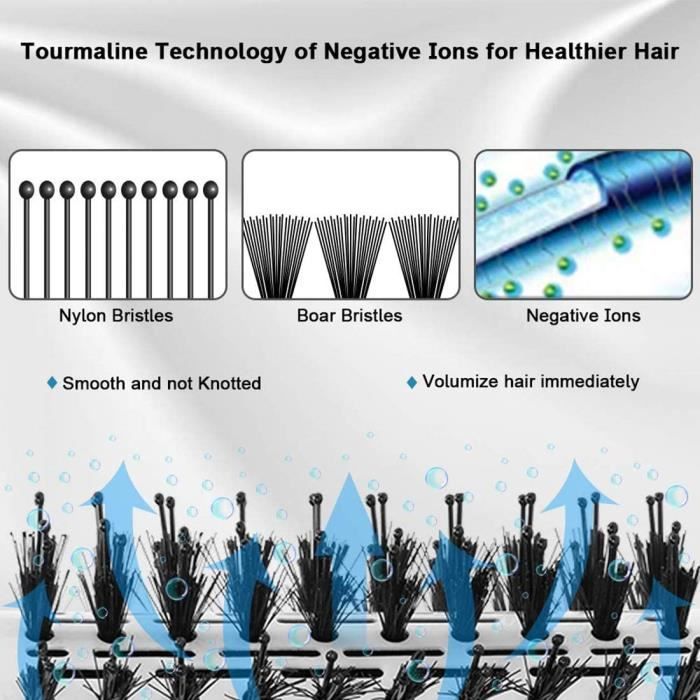 Tourmaline Technology of Negative Ions for Healthier Hair
Nylon Bristles
Boar Bristles
Negative Ions
Smooth and not Knotted
Volumize hair immediately